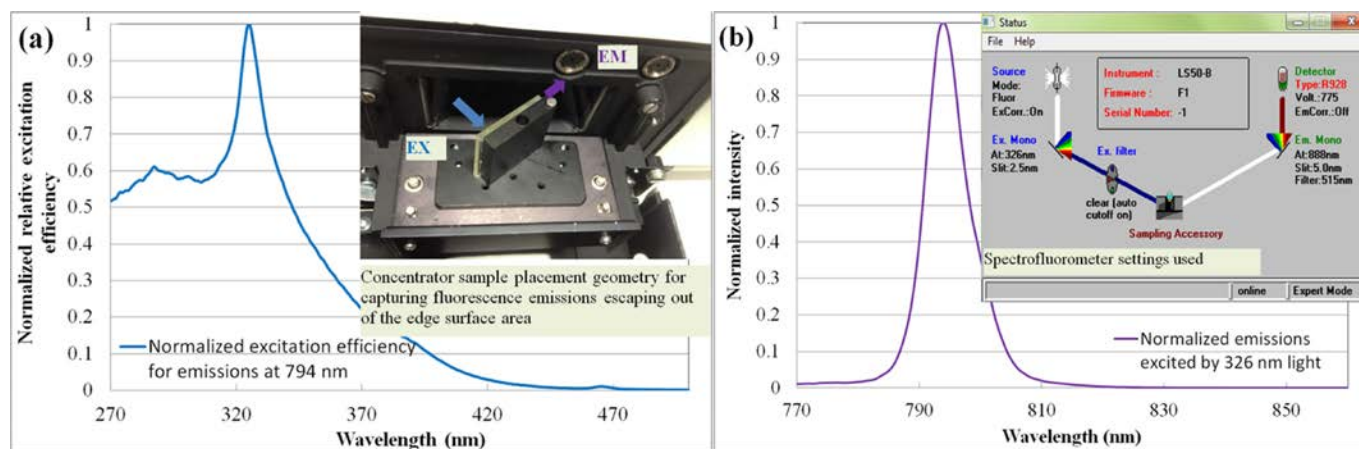 (a)
1
0.9
0.8
0.7
0.6
0.5
0.4
0.3
0.2
0.1
0
Normalized relative excitation
efficiency
EM
EX
Concentrator sample placement geometry for
capturing fluorescence emissions escaping out
of the edge surface area
Normalized excitation efficiency
for emissions at 794 nm
270
320
370
420
470
Wavelength (nm)
(b)
1
0.9
0.8
0.7
0.6
0.5
0.4
0.3
0.2
0.1
0
Normalized intensity
Status
File Help
Source
Mode:
Fluor
ExCorr.:On
Instrument : LS50-B
Firmware : F1
Serial Number: -1
Detector
Type:R928
Volt.:775
EmCorr.:Off
Ex. Mono
At:326nm
Slit:2.5nm
Ex. filter
clear (auto
cutoff on)
Em. Mono
At:888nm
Slit:5.0nm
Filter:515nm
Sampling Accessory
Spectrofluorometer settings used
online
Expert Mode
Normalized emissions
excited by 326 nm light
770
790
810
830
850
Wavelength (nm)